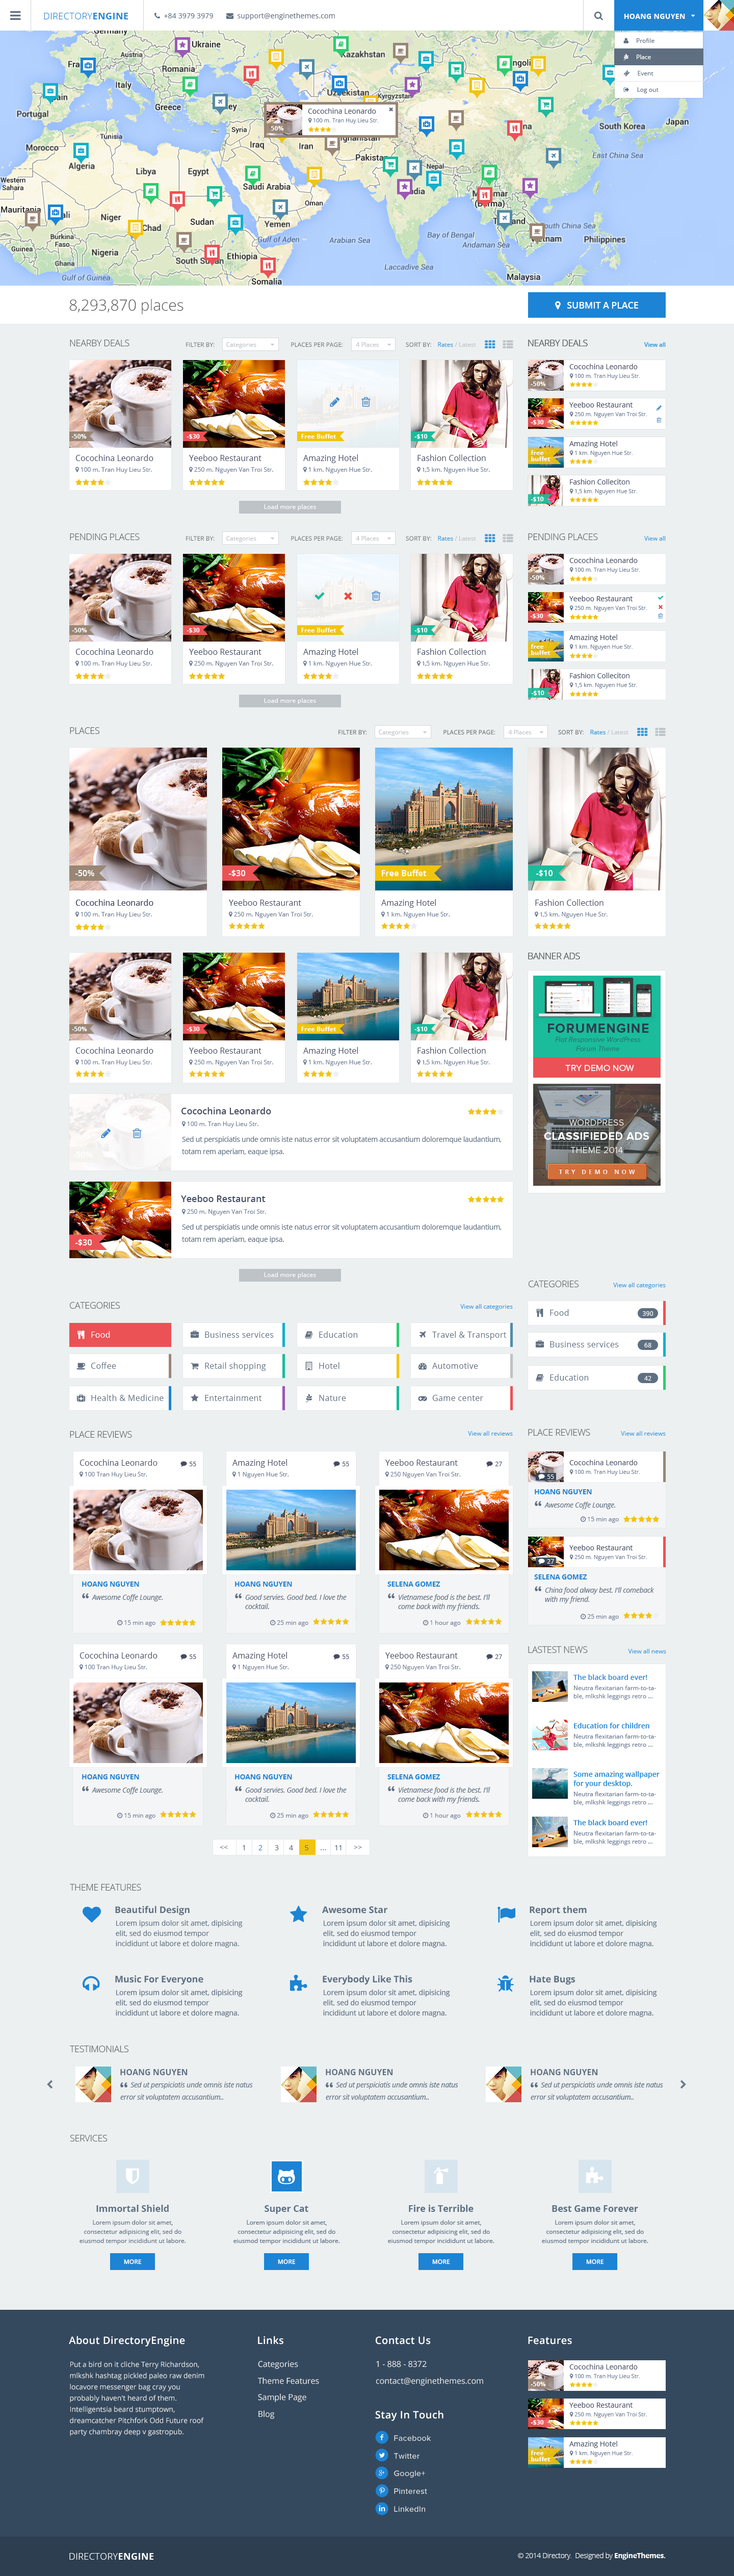 DIRECTORYENGINE
+84 3979 3979
support@enginethemes.com
HOANG NGUYEN
Profile
Place
Event
Log out
Germany
Ukraine
Kazakhstan
Austria
Romania
Mongolia
Italy
Uzbekistan
Kyrgyzstan
Spain
Portugal
Greece
Syria
Iraq
Iran
Afghanistan
Pakistan
Nepal
India
South Korea
Japan
East China Sea
Morocco
Algeria
Libya
Egypt
Saudi Arabia
Oman
Western
Sahara
Mauritania
Mali
Niger
Chad
Sudan
Yemen
Gulf of Aden
Arabian Sea
Bay of Bengal
Andaman Sea
Laccadive Sea
Myanmar
(Burma)
Thailand
Vietnam
South China Sea
Philippines
Malaysia
Burkina
Faso
Guinea
Ghana
Nigeria
Gulf of Guinea
South Sudan
Ethiopia
Somalia
Cocochina Leonardo
100 m. Tran Huy Lieu Str.
50%
8,293,870 places
SUBMIT A PLACE
NEARBY DEALS
FILTER BY: Categories
PLACES PER PAGE: 4 Places
SORT BY: Rates / Latest
-50%
-$30
Free Buffet
-$10
Cocochina Leonardo
100 m. Tran Huy Lieu Str.
Yeeboo Restaurant
250 m. Nguyen Van Troi Str.
Amazing Hotel
1 km. Nguyen Hue Str.
Fashion Collection
1,5 km. Nguyen Hue Str.
Load more places
NEARBY DEALS
View all
-50%
Cocochina Leonardo
100 m. Tran Huy Lieu Str.
-$30
Yeeboo Restaurant
250 m. Nguyen Van Troi Str.
free
buffet
Amazing Hotel
1 km. Nguyen Hue Str.
-$10
Fashion Colleciton
1,5 km. Nguyen Hue Str.
PENDING PLACES
FILTER BY: Categories
PLACES PER PAGE: 4 Places
SORT BY: Rates / Latest
-50%
-$30
Free Buffet
-$10
Cocochina Leonardo
100 m. Tran Huy Lieu Str.
Yeeboo Restaurant
250 m. Nguyen Van Troi Str.
Amazing Hotel
1 km. Nguyen Hue Str.
Fashion Collection
1,5 km. Nguyen Hue Str.
Load more places
PENDING PLACES
View all
-50%
Cocochina Leonardo
100 m. Tran Huy Lieu Str.
-$30
Yeeboo Restaurant
250 m. Nguyen Van Troi Str.
free
buffet
Amazing Hotel
1 km. Nguyen Hue Str.
-$10
Fashion Colleciton
1,5 km. Nguyen Hue Str.
PLACES
FILTER BY: Categories
PLACES PER PAGE: 4 Places
SORT BY: Rates / Latest
-50%
-$30
Free Buffet
-$10
Cocochina Leonardo
100 m. Tran Huy Lieu Str.
Yeeboo Restaurant
250 m. Nguyen Van Troi Str.
Amazing Hotel
1 km. Nguyen Hue Str.
Fashion Collection
1,5 km. Nguyen Hue Str.
-50%
-$30
Free Buffet
-$10
Cocochina Leonardo
100 m. Tran Huy Lieu Str.
Yeeboo Restaurant
250 m. Nguyen Van Troi Str.
Amazing Hotel
1 km. Nguyen Hue Str.
Fashion Collection
1,5 km. Nguyen Hue Str.
Cocochina Leonardo
100 m. Tran Huy Lieu Str.
Sed ut perspiciatis unde omnis iste natus error sit voluptatem accusantium doloremque laudantium,
totam rem aperiam, eaque ipsa.
-$30
Yeeboo Restaurant
250 m. Nguyen Van Troi Str.
Sed ut perspiciatis unde omnis iste natus error sit voluptatem accusantium doloremque laudantium,
totam rem aperiam, eaque ipsa.
Load more places
BANNER ADS
FORUMENGINE
Flat Responsive WordPress
Forum Theme
TRY DEMO NOW
WORDPRESS
CLASSIFIEDED ADS
THEME 2014
TRY DEMO NOW
CATEGORIES
View all categories
Food
Business services
Education
Travel & Transport
Coffee
Retail shopping
Hotel
Automotive
Health & Medicine
Entertainment
Nature
Game center
CATEGORIES
View all categories
Food 390
Business services 68
Education 42
PLACE REVIEWS
View all reviews
Cocochina Leonardo 55
100 Tran Huy Lieu Str.
HOANG NGUYEN
Awesome Coffe Lounge.
15 min ago
Amazing Hotel 55
1 Nguyen Hue Str.
HOANG NGUYEN
Good servies. Good bed. I love the
cocktail.
25 min ago
Yeeboo Restaurant 27
250 Nguyen Van Troi Str.
SELENA GOMEZ
Vietnamese food is the best. I'll
come back with my friends.
1 hour ago
Cocochina Leonardo 55
100 Tran Huy Lieu Str.
HOANG NGUYEN
Awesome Coffe Lounge.
15 min ago
Amazing Hotel 55
1 Nguyen Hue Str.
HOANG NGUYEN
Good servies. Good bed. I love the
cocktail.
25 min ago
Yeeboo Restaurant 27
250 Nguyen Van Troi Str.
SELENA GOMEZ
Vietnamese food is the best. I'll
come back with my friends.
1 hour ago
<< 1 2 3 4 5 ... 11 >>
PLACE REVIEWS
View all reviews
55
Cocochina Leonardo
100 m. Tran Huy Lieu Str.
HOANG NGUYEN
Awesome Coffe Lounge.
15 min ago
27
Yeeboo Restaurant
250 m. Nguyen Van Troi Str.
SELENA GOMEZ
China food alway best. I'll comeback
with my friend.
25 min ago
LASTEST NEWS
View all news
The black board ever!
Neutra flexitarian farm-to-ta-
ble, mlkshk leggings retro ...
Education for children
Neutra flexitarian farm-to-ta-
ble, mlkshk leggings retro ...
Some amazing wallpaper
for your desktop.
Neutra flexitarian farm-to-ta-
ble, mlkshk leggings retro ...
The black board ever!
Neutra flexitarian farm-to-ta-
ble, mlkshk leggings retro ...
THEME FEATURES
Beautiful Design
Lorem ipsum dolor sit amet, dipisicing
elit, sed do eiusmod tempor
incididunt ut labore et dolore magna.
Awesome Star
Lorem ipsum dolor sit amet, dipisicing
elit, sed do eiusmod tempor
incididunt ut labore et dolore magna.
Report them
Lorem ipsum dolor sit amet, dipisicing
elit, sed do eiusmod tempor
incididunt ut labore et dolore magna.
Music For Everyone
Lorem ipsum dolor sit amet, dipisicing
elit, sed do eiusmod tempor
incididunt ut labore et dolore magna.
Everybody Like This
Lorem ipsum dolor sit amet, dipisicing
elit, sed do eiusmod tempor
incididunt ut labore et dolore magna.
Hate Bugs
Lorem ipsum dolor sit amet, dipisicing
elit, sed do eiusmod tempor
incididunt ut labore et dolore magna.
TESTIMONIALS
HOANG NGUYEN
Sed ut perspiciatis unde omnis iste natus
error sit voluptatem accusantium..
HOANG NGUYEN
Sed ut perspiciatis unde omnis iste natus
error sit voluptatem accusantium..
HOANG NGUYEN
Sed ut perspiciatis unde omnis iste natus
error sit voluptatem accusantium..
SERVICES
Immortal Shield
Lorem ipsum dolor sit amet,
consectetur adipisicing elit, sed do
eiusmod tempor incididunt ut labore.
MORE
Super Cat
Lorem ipsum dolor sit amet,
consectetur adipisicing elit, sed do
eiusmod tempor incididunt ut labore.
MORE
Fire is Terrible
Lorem ipsum dolor sit amet,
consectetur adipisicing elit, sed do
eiusmod tempor incididunt ut labore.
MORE
Best Game Forever
Lorem ipsum dolor sit amet,
consectetur adipisicing elit, sed do
eiusmod tempor incididunt ut labore.
MORE
About DirectoryEngine
Put a bird on it cliche Terry Richardson,
mlkshk hashtag pickled paleo raw denim
locavore messenger bag cray you
probably haven't heard of them.
Intelligentsia beard stumptown,
dreamcatcher Pitchfork Odd Future roof
party chambray deep v gastropub.
Links
Categories
Theme Features
Sample Page
Blog
Contact Us
1 - 888 - 8372
contact@enginethemes.com
Stay In Touch
Facebook
Twitter
Google+
Pinterest
LinkedIn
Features
-50%
Cocochina Leonardo
100 m. Tran Huy Lieu Str.
-$30
Yeeboo Restaurant
250 m. Nguyen Van Troi Str.
free
buffet
Amazing Hotel
1 km. Nguyen Hue Str.
DIRECTORYENGINE
© 2014 Directory. Designed by EngineThemes.